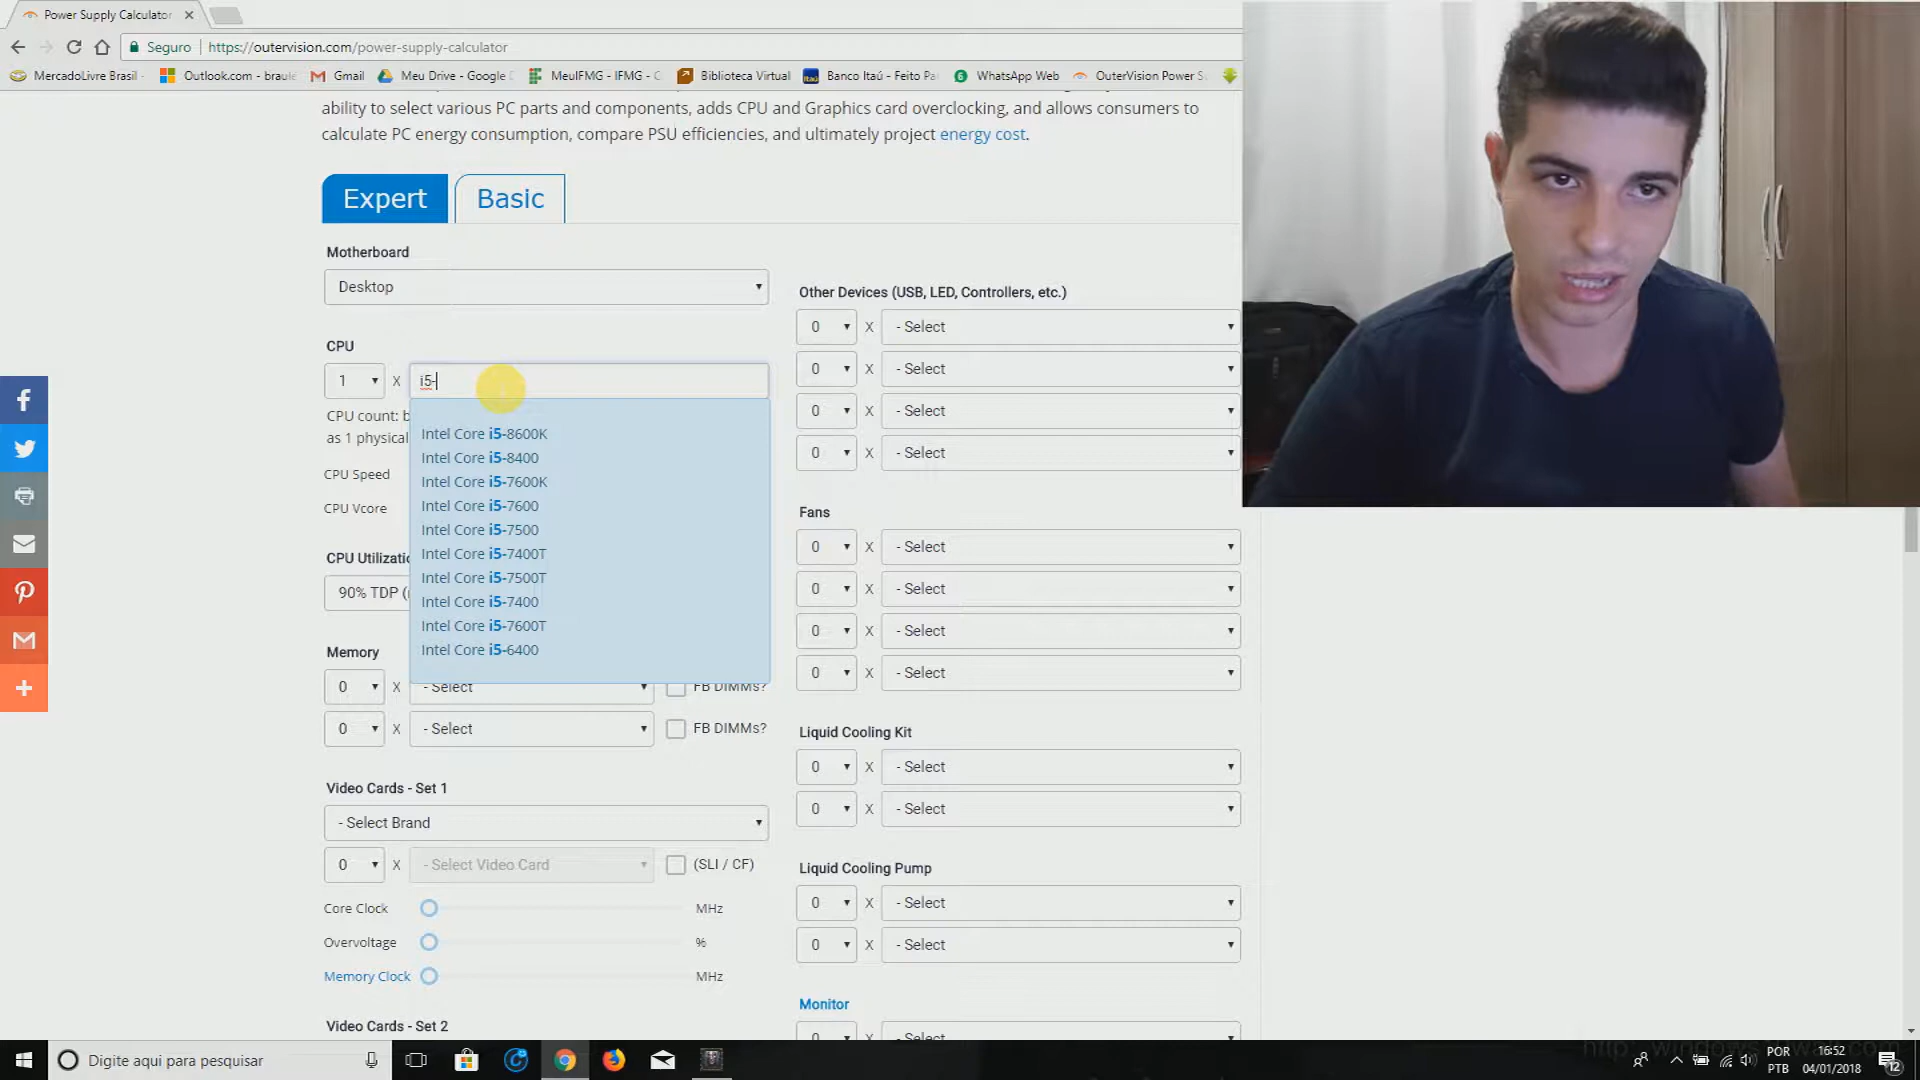 Power Supply Calculator
Seguro
https://outervision.com/power-supply-calculator
MercadoLivre Brasil
Outlook.com - braul
Gmail
Meu Drive - Google
MeuIFMG - IFMG -
Biblioteca Virtual
Banco Itaú - Feito Pa
WhatsApp Web
OuterVision Power S
ability to select various PC parts and components, adds CPU and Graphics card overclocking, and allows consumers to
calculate PC energy consumption, compare PSU efficiencies, and ultimately project energy cost.
Expert
Basic
Motherboard
Desktop
CPU
1 X i5-
CPU count:
as 1 physical
CPU Speed
CPU Vcore
CPU Utilizatio
90% TDP
Intel Core i5-8600K
Intel Core i5-8400
Intel Core i5-7600K
Intel Core i5-7600
Intel Core i5-7500
Intel Core i5-7400T
Intel Core i5-7500T
Intel Core i5-7400
Intel Core i5-7600T
Intel Core i5-6400
Memory
0 X - Select FB DIMMs?
0 X - Select FB DIMMs?
Video Cards - Set 1
- Select Brand
0 X - Select Video Card (SLI / CF)
Core Clock MHz
Overvoltage %
Memory Clock MHz
Video Cards - Set 2
Other Devices (USB, LED, Controllers, etc.)
0 X - Select
0 X - Select
0 X - Select
0 X - Select
Fans
0 X - Select
0 X - Select
0 X - Select
0 X - Select
Liquid Cooling Kit
0 X - Select
0 X - Select
Liquid Cooling Pump
0 X - Select
0 X - Select
Monitor
0 X - Select
Digite aqui para pesquisar
POR
PTB
16:52
04/01/2018
12